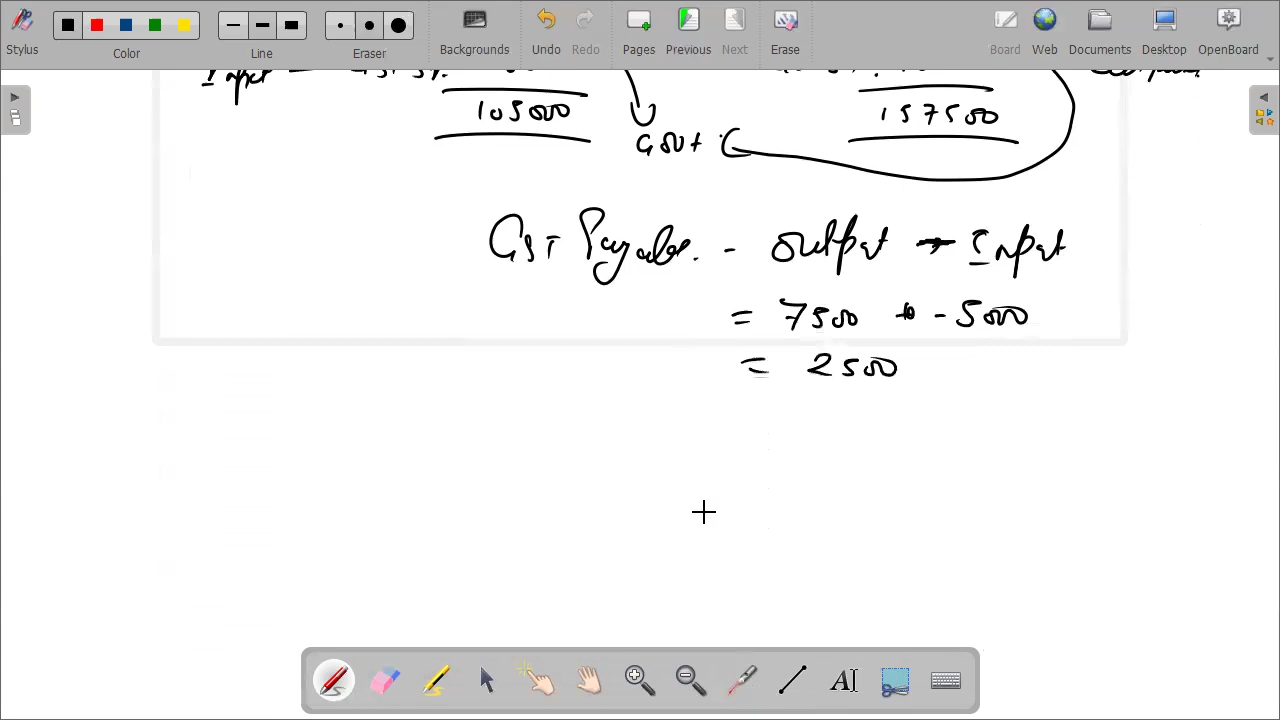 Stylus
Color
Line
Eraser
Backgrounds
Undo
Redo
Pages
Previous
Next
Erase
Board
Web
Documents
Desktop
OpenBoard
Input
105000
157500
Govt
GST Payable. - output - Input
= 7500 - 5000
= 2500